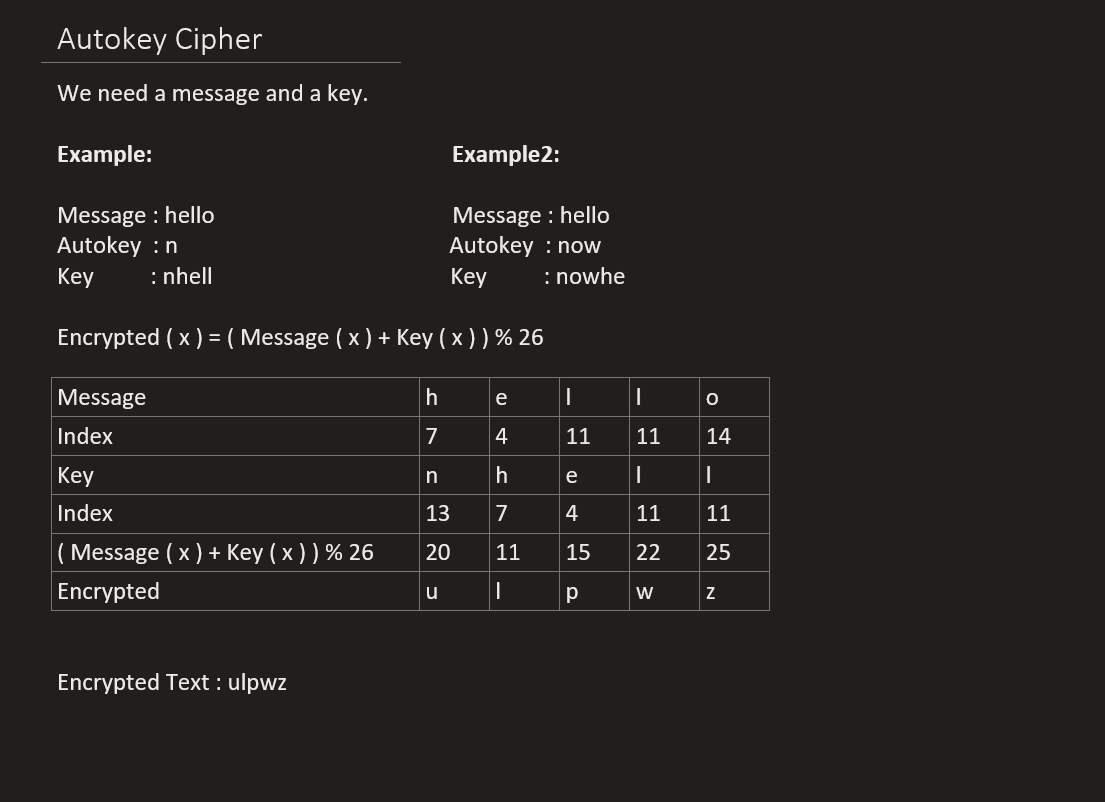 Autokey Cipher
We need a message and a key.
Example:
Example2:
Message : hello
Autokey : n
Key : nhell
Message : hello
Autokey : now
Key : nowhe
Encrypted ( x ) = ( Message ( x ) + Key ( x ) ) % 26
Message h e l l o
Index 7 4 11 11 14
Key n h e l l
Index 13 7 4 11 11
( Message ( x ) + Key ( x ) ) % 26 20 11 15 22 25
Encrypted u l p w z
Encrypted Text : ulpwz